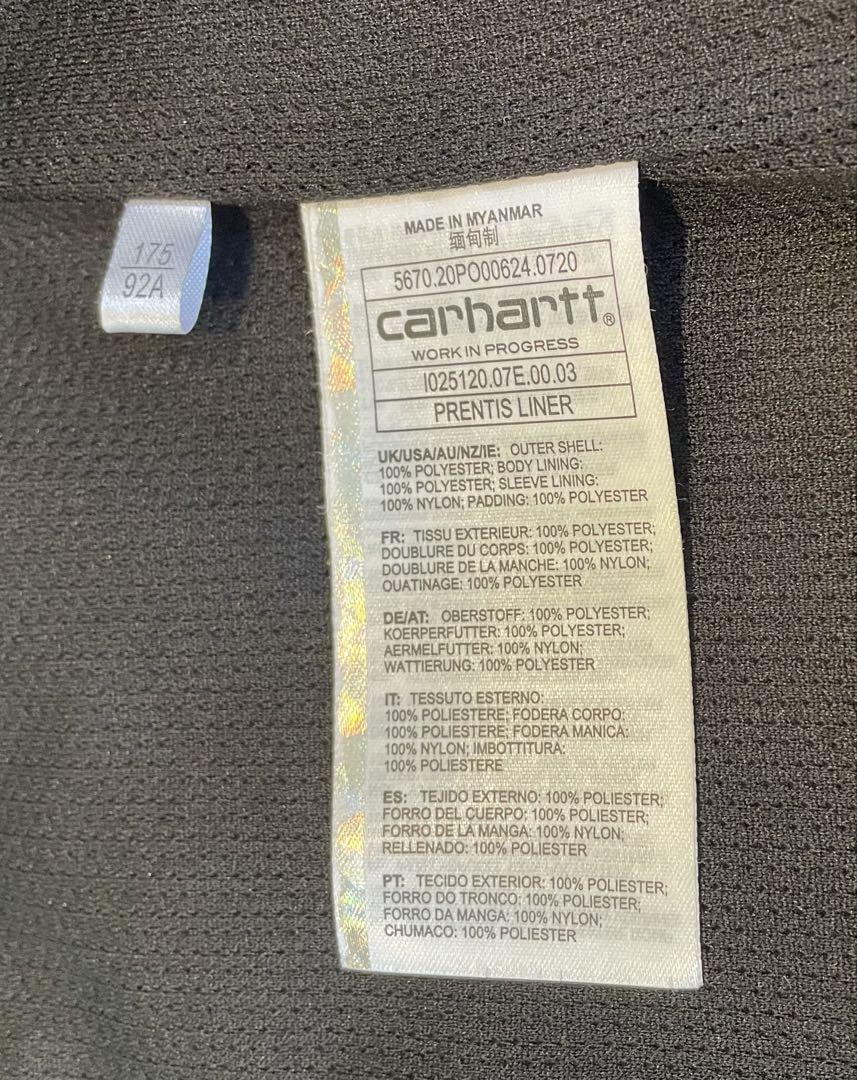 175
92A
MADE IN MYANMAR
缅甸制
5670.20PO00624.0720
carhartt®
WORK IN PROGRESS
I025120.07E.00.03
PRENTIS LINER
UK/USA/AU/NZ/IE: OUTER SHELL:
100% POLYESTER; BODY LINING:
100% POLYESTER; SLEEVE LINING:
100% NYLON; PADDING: 100% POLYESTER
FR: TISSU EXTERIEUR: 100% POLYESTER;
DOUBLURE DU CORPS: 100% POLYESTER;
DOUBLURE DE LA MANCHE: 100% NYLON;
OUATINAGE: 100% POLYESTER
DE/AT: OBERSTOFF: 100% POLYESTER;
KOERPERFUTTER: 100% POLYESTER;
AERMELFUTTER: 100% NYLON;
WATTIERUNG: 100% POLYESTER
IT: TESSUTO ESTERNO:
100% POLIESTERE; FODERA CORPO:
100% POLIESTERE; FODERA MANICA:
100% NYLON; IMBOTTITURA:
100% POLIESTERE
ES: TEJIDO EXTERNO: 100% POLIESTER;
FORRO DEL CUERPO: 100% POLIESTER;
FORRO DE LA MANGA: 100% NYLON;
RELLENADO: 100% POLIESTER
PT: TECIDO EXTERIOR: 100% POLIESTER;
FORRO DO TRONCO: 100% POLIESTER;
FORRO DA MANGA: 100% NYLON;
CHUMACO: 100% POLIESTER